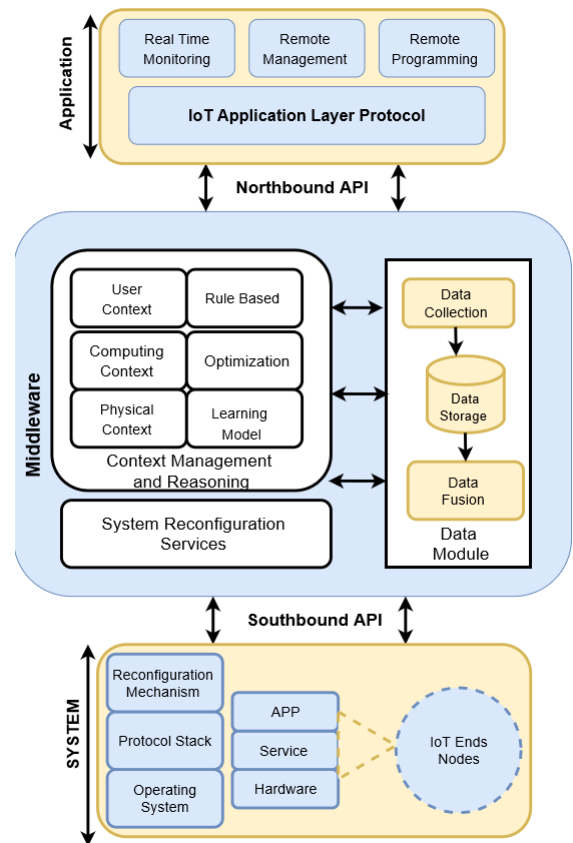 Application
Real Time
Monitoring
Remote
Management
Remote
Programming
IoT Application Layer Protocol
Northbound API
Middleware
User
Context
Rule Based
Computing
Context
Optimization
Physical
Context
Learning
Model
Context Management
and Reasoning
System Reconfiguration
Services
Data
Collection
Data
Storage
Data
Fusion
Data
Module
Southbound API
SYSTEM
Reconfiguration
Mechanism
Protocol Stack
Operating
System
APP
Service
Hardware
IoT Ends
Nodes